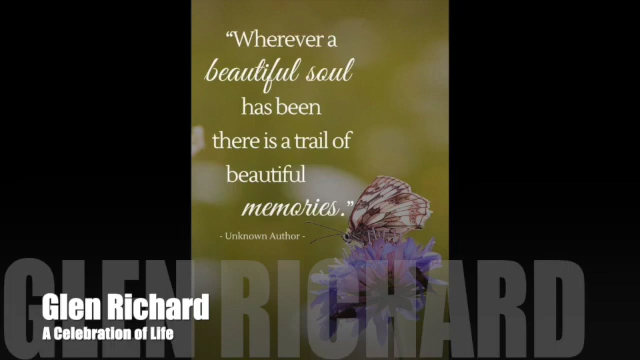 “Wherever a
beautiful soul
has been
there is a trail of
beautiful
memories.”
- Unknown Author -
GLEN RICHARD
Glen Richard
A Celebration of Life